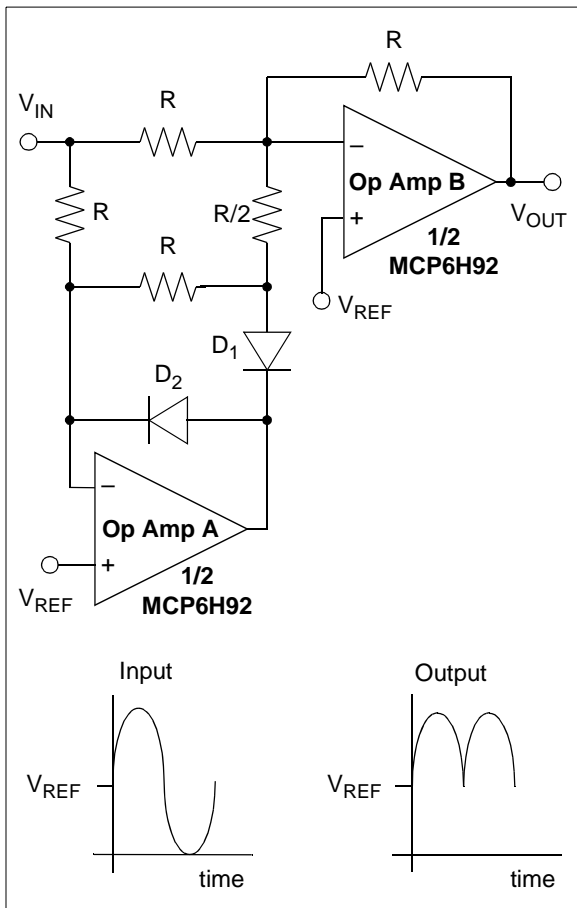 R
V_IN
R
R
R/2
Op Amp B
V_OUT
1/2
MCP6H92
R
V_REF
D_1
D_2
Op Amp A
V_REF
1/2
MCP6H92
Input
Output
V_REF
V_REF
time
time